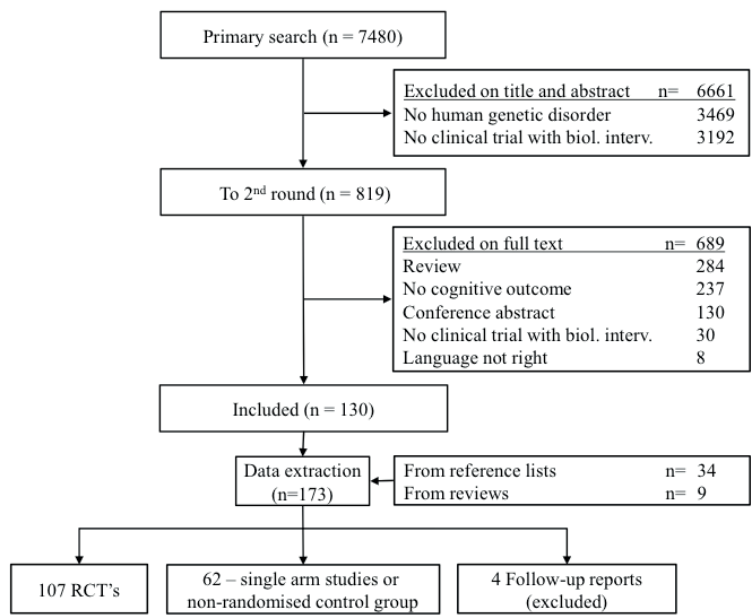 Primary search (n = 7480)
Excluded on title and abstract n= 6661
No human genetic disorder 3469
No clinical trial with biol. interv. 3192
To 2nd round (n = 819)
Excluded on full text n= 689
Review 284
No cognitive outcome 237
Conference abstract 130
No clinical trial with biol. interv. 30
Language not right 8
Included (n = 130)
Data extraction
(n=173)
From reference lists n= 34
From reviews n= 9
107 RCT's
62 – single arm studies or
non-randomised control group
4 Follow-up reports
(excluded)